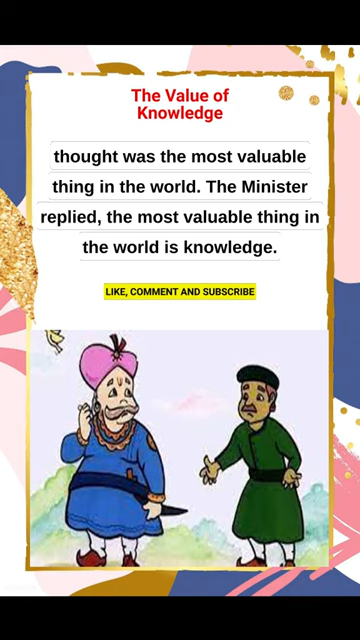 The Value of
Knowledge
thought was the most valuable
thing in the world. The Minister
replied, the most valuable thing in
the world is knowledge.
LIKE, COMMENT AND SUBSCRIBE